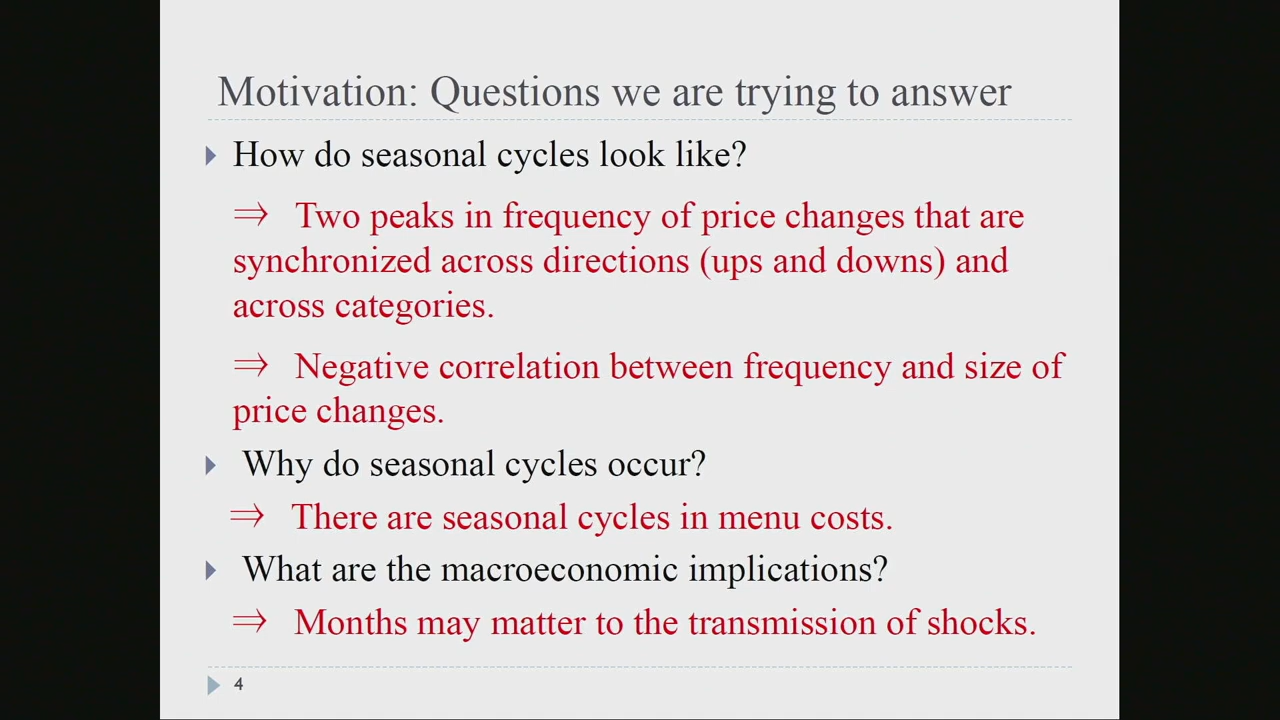 Motivation: Questions we are trying to answer
How do seasonal cycles look like?
⇒ Two peaks in frequency of price changes that are
synchronized across directions (ups and downs) and
across categories.
⇒ Negative correlation between frequency and size of
price changes.
Why do seasonal cycles occur?
⇒ There are seasonal cycles in menu costs.
What are the macroeconomic implications?
⇒ Months may matter to the transmission of shocks.
4